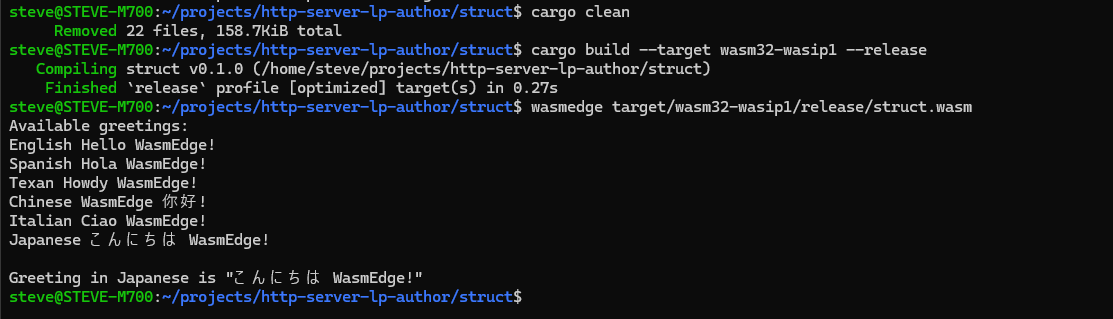 steve@STEVE-M700:~/projects/http-server-lp-author/struct$ cargo clean
     Removed 22 files, 158.7KiB total
steve@STEVE-M700:~/projects/http-server-lp-author/struct$ cargo build --target wasm32-wasip1 --release
   Compiling struct v0.1.0 (/home/steve/projects/http-server-lp-author/struct)
    Finished `release` profile [optimized] target(s) in 0.27s
steve@STEVE-M700:~/projects/http-server-lp-author/struct$ wasmedge target/wasm32-wasip1/release/struct.wasm
Available greetings:
English Hello WasmEdge!
Spanish Hola WasmEdge!
Texan Howdy WasmEdge!
Chinese WasmEdge 你好!
Italian Ciao WasmEdge!
Japanese こんにちは WasmEdge!

Greeting in Japanese is "こんにちは WasmEdge!"
steve@STEVE-M700:~/projects/http-server-lp-author/struct$